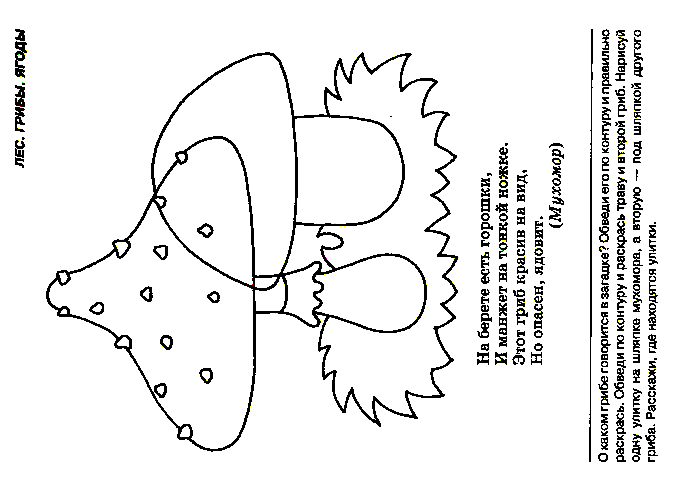 ЛЕС. ГРИБЫ. ЯГОДЫ
На берете есть горошки,
И манжет на тонкой ножке.
Этот гриб красив на вид,
Но опасен, ядовит.
(Мухомор)
О каком грибе говорится в загадке? Обведи его по контуру и правильно
раскрась. Обведи по контуру и раскрась траву и второй гриб. Нарисуй
одну улитку на шляпке мухомора, а вторую — под шляпкой другого
гриба. Расскажи, где находятся улитки.